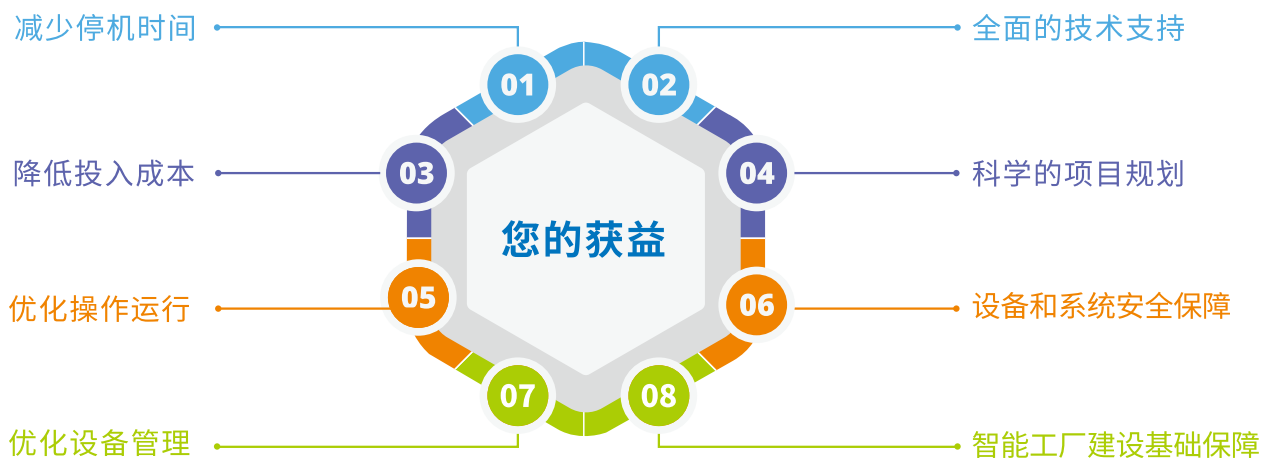 减少停机时间
01
02
全面的技术支持
降低投入成本
03
04
科学的项目规划
您的获益
优化操作运行
05
06
设备和系统安全保障
优化设备管理
07
08
智能工厂建设基础保障